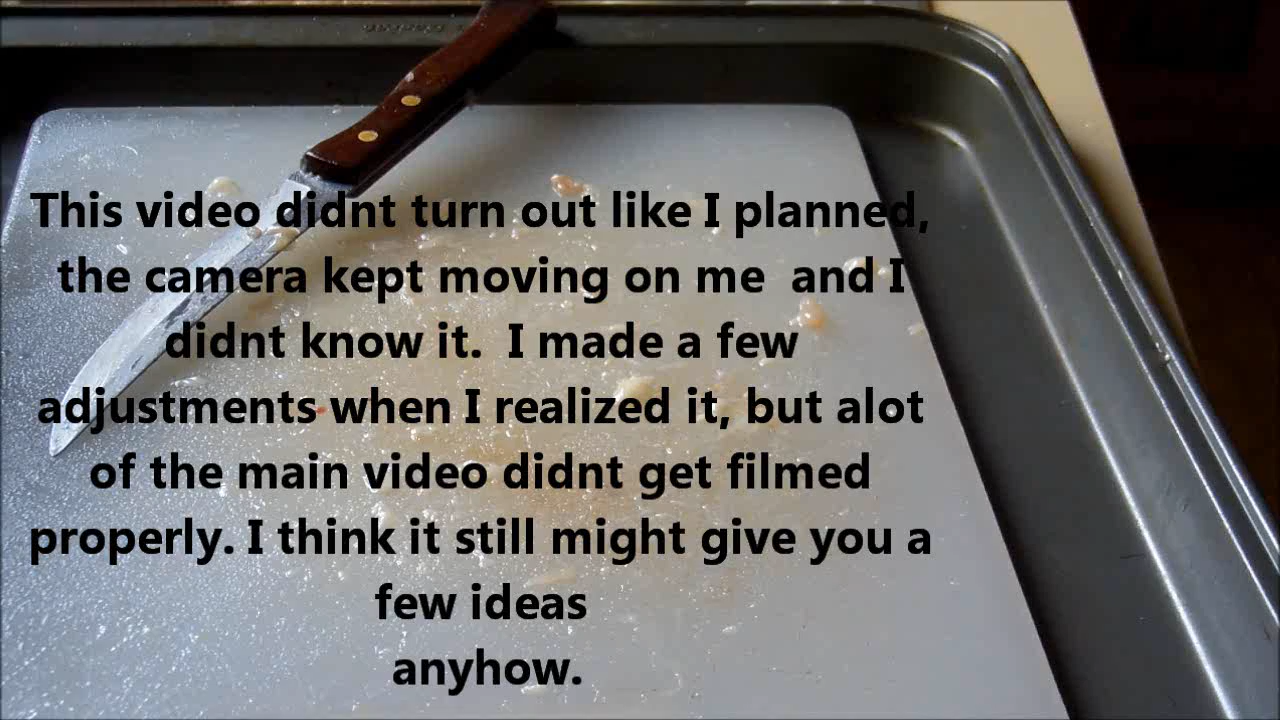 This video didnt turn out like I planned,
the camera kept moving on me  and I
didnt know it.  I made a few
adjustments when I realized it, but alot
of the main video didnt get filmed
properly. I think it still might give you a
few ideas
anyhow.